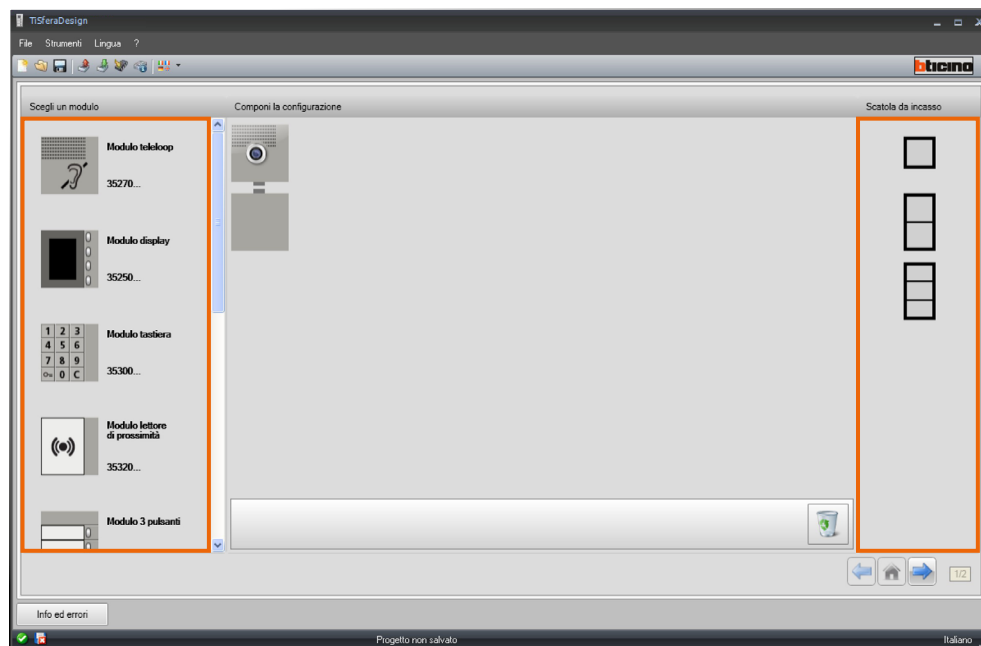 TiSferaDesign
File Strumenti Lingua ?
bticino
Scegli un modulo
Componi la configurazione
Scatola da incasso
Modulo teleloop
35270...
Modulo display
35250...
1 2 3
4 5 6
7 8 9
0 C
Modulo tastiera
35300...
Modulo lettore
di prossimità
35320...
Modulo 3 pulsanti
1/2
Info ed errori
Progetto non salvato
Italiano